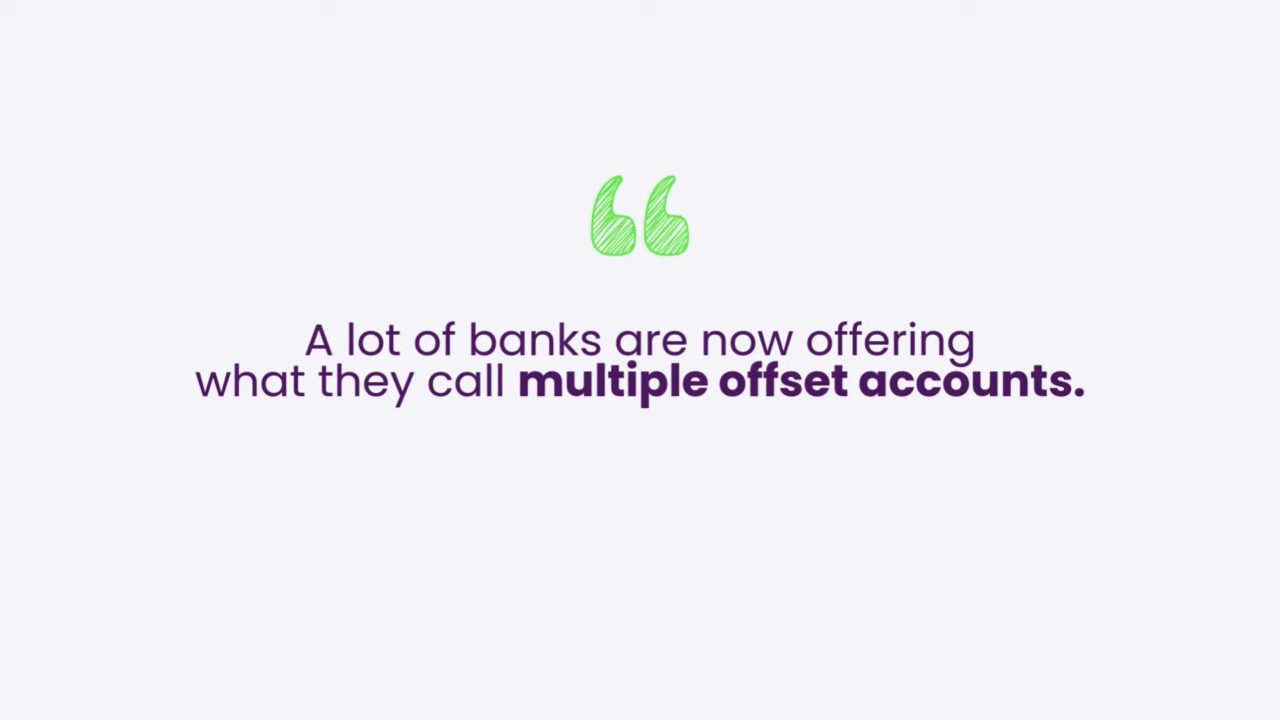 “
A lot of banks are now offering
what they call multiple offset accounts.